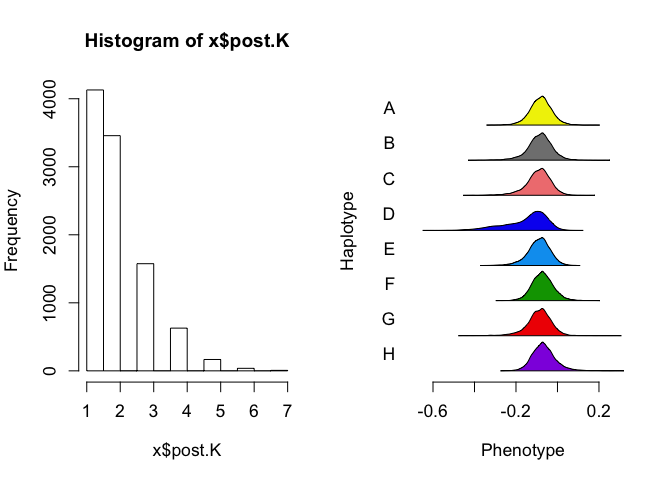 Histogram of x$post.K
Frequency
0
1000
2000
3000
4000
1 2 3 4 5 6 7
x$post.K
Haplotype
A
B
C
D
E
F
G
H
-0.6 -0.2 0.2
Phenotype